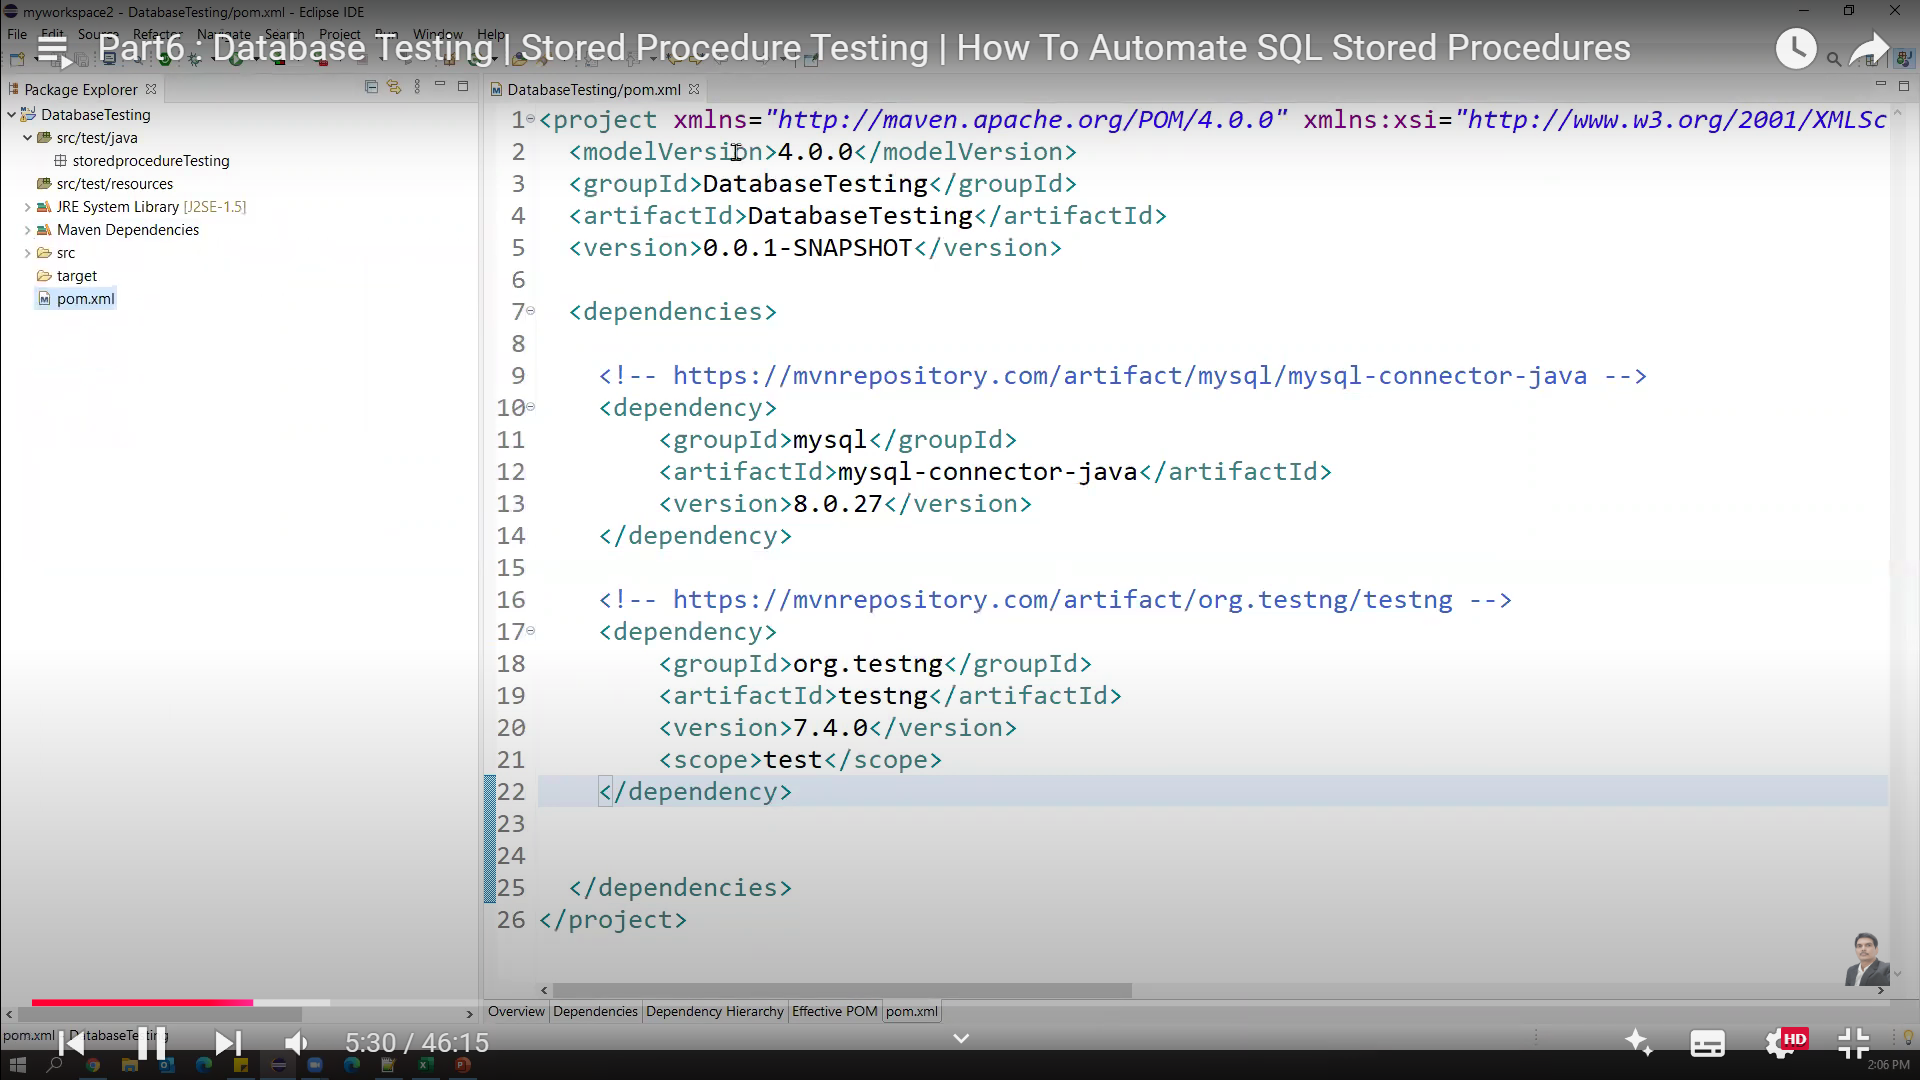 myworkspace2 - DatabaseTesting/pom.xml - Eclipse IDE
File Edit Source Refactor Navigate Search Project Run Window Help
Part6 : Database Testing | Stored Procedure Testing | How To Automate SQL Stored Procedures
Package Explorer
DatabaseTesting
src/test/java
storedprocedureTesting
src/test/resources
JRE System Library [J2SE-1.5]
Maven Dependencies
src
target
pom.xml
DatabaseTesting/pom.xml
1 <project xmlns="http://maven.apache.org/POM/4.0.0" xmlns:xsi="http://www.w3.org/2001/XMLSc
2 <modelVersion>4.0.0</modelVersion>
3 <groupId>DatabaseTesting</groupId>
4 <artifactId>DatabaseTesting</artifactId>
5 <version>0.0.1-SNAPSHOT</version>
6
7 <dependencies>
8
9 <!-- https://mvnrepository.com/artifact/mysql/mysql-connector-java -->
10 <dependency>
11 <groupId>mysql</groupId>
12 <artifactId>mysql-connector-java</artifactId>
13 <version>8.0.27</version>
14 </dependency>
15
16 <!-- https://mvnrepository.com/artifact/org.testng/testng -->
17 <dependency>
18 <groupId>org.testng</groupId>
19 <artifactId>testng</artifactId>
20 <version>7.4.0</version>
21 <scope>test</scope>
22 </dependency>
23
24
25 </dependencies>
26 </project>
Overview Dependencies Dependency Hierarchy Effective POM pom.xml
pom.xml - DatabaseTesting
5:30 / 46:15
HD
2:06 PM